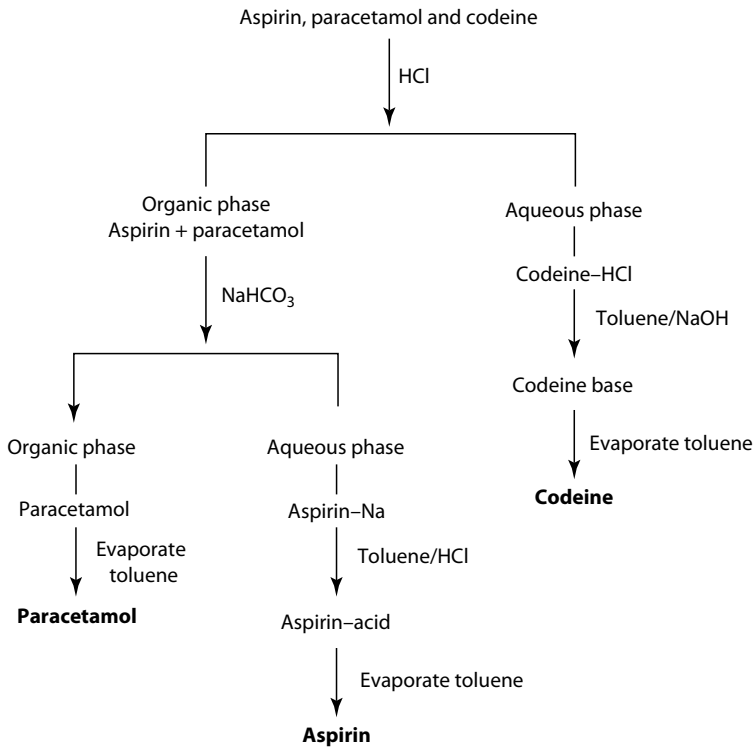 Aspirin, paracetamol and codeine
HCl
Organic phase
Aspirin + paracetamol
Aqueous phase
Codeine–HCl
NaHCO₃
Toluene/NaOH
Codeine base
Organic phase
Aqueous phase
Evaporate toluene
Codeine
Paracetamol
Aspirin–Na
Evaporate
toluene
Toluene/HCl
Paracetamol
Aspirin–acid
Evaporate toluene
Aspirin